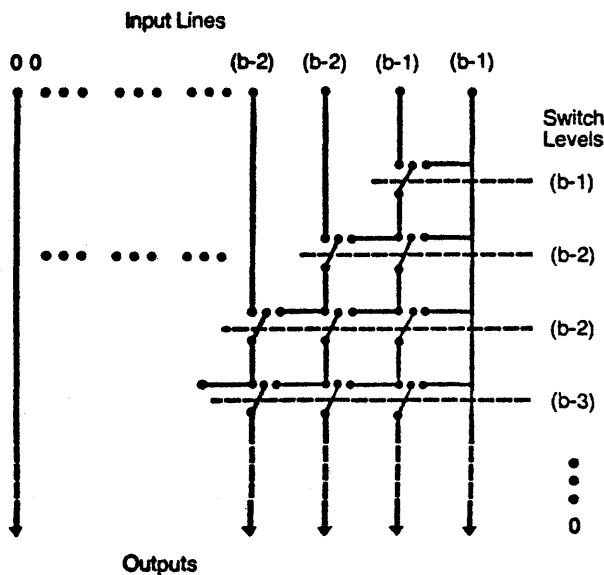 Input Lines
0 0 (b-2) (b-2) (b-1) (b-1)
Switch
Levels
(b-1)
(b-2)
(b-2)
(b-3)
0
Outputs